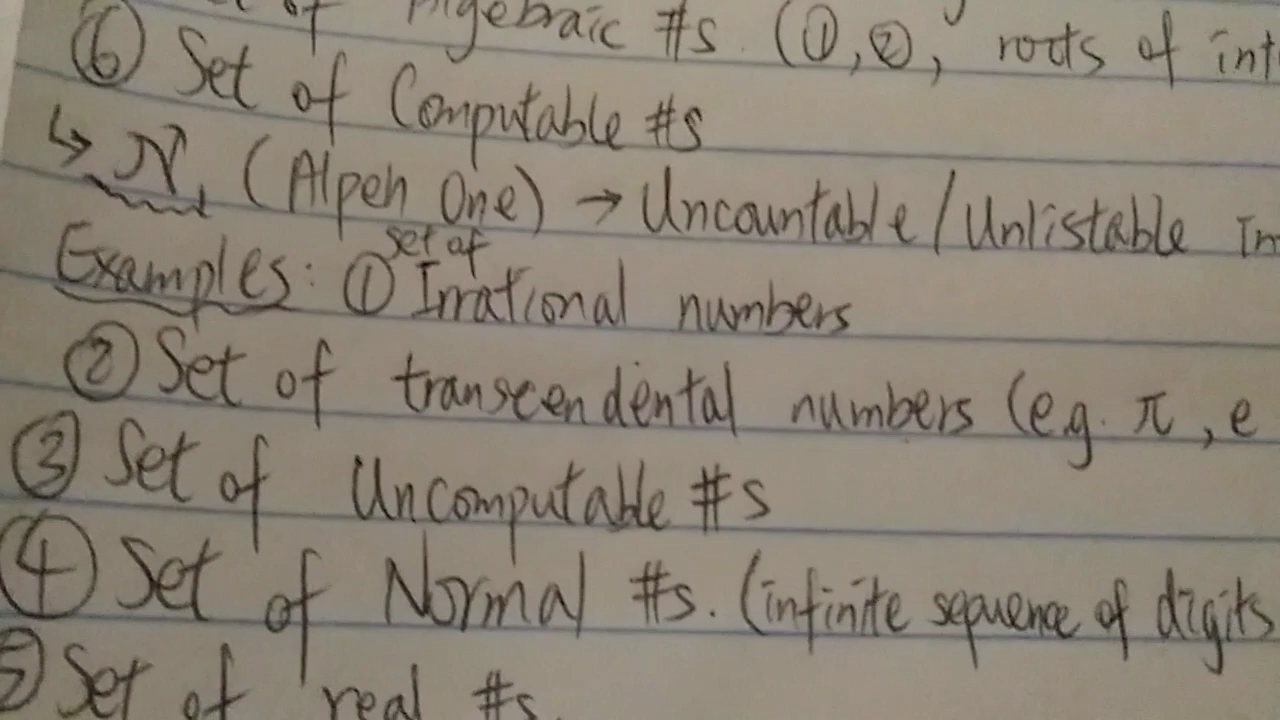 of Algebraic #s. (①,②, roots of int
⑥ Set of Computable #s
↳ ℵ₁ (Alpeh One) → Uncountable/Unlistable In
Examples: ① set of Irrational numbers
② Set of transcendental numbers (e.g. π, e
③ Set of Uncomputable #s
④ Set of Normal #s. (infinite sequence of digits
⑤ Set of real #s.